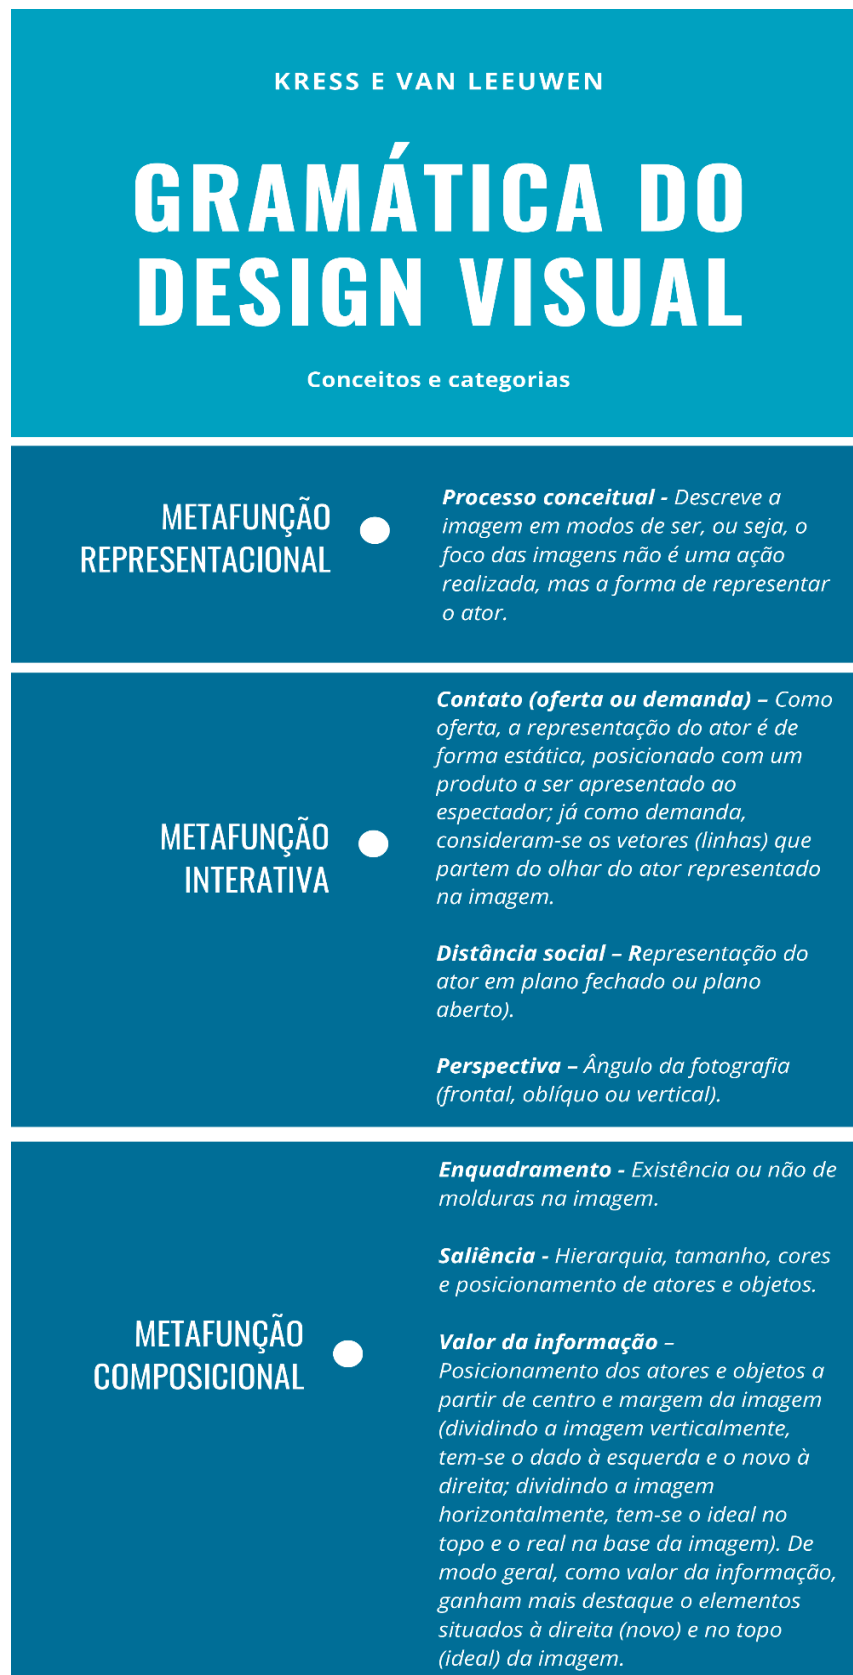 KRESS E VAN LEEUWEN
GRAMÁTICA DO
DESIGN VISUAL
Conceitos e categorias
METAFUNÇÃO
REPRESENTACIONAL
Processo conceitual - Descreve a
imagem em modos de ser, ou seja, o
foco das imagens não é uma ação
realizada, mas a forma de representar
o ator.
METAFUNÇÃO
INTERATIVA
Contato (oferta ou demanda) – Como
oferta, a representação do ator é de
forma estática, posicionado com um
produto a ser apresentado ao
espectador; já como demanda,
consideram-se os vetores (linhas) que
partem do olhar do ator representado
na imagem.
Distância social – Representação do
ator em plano fechado ou plano
aberto).
Perspectiva – Ângulo da fotografia
(frontal, oblíquo ou vertical).
METAFUNÇÃO
COMPOSICIONAL
Enquadramento - Existência ou não de
molduras na imagem.
Saliência - Hierarquia, tamanho, cores
e posicionamento de atores e objetos.
Valor da informação –
Posicionamento dos atores e objetos a
partir de centro e margem da imagem
(dividindo a imagem verticalmente,
tem-se o dado à esquerda e o novo à
direita; dividindo a imagem
horizontalmente, tem-se o ideal no
topo e o real na base da imagem). De
modo geral, como valor da informação,
ganham mais destaque o elementos
situados à direita (novo) e no topo
(ideal) da imagem.